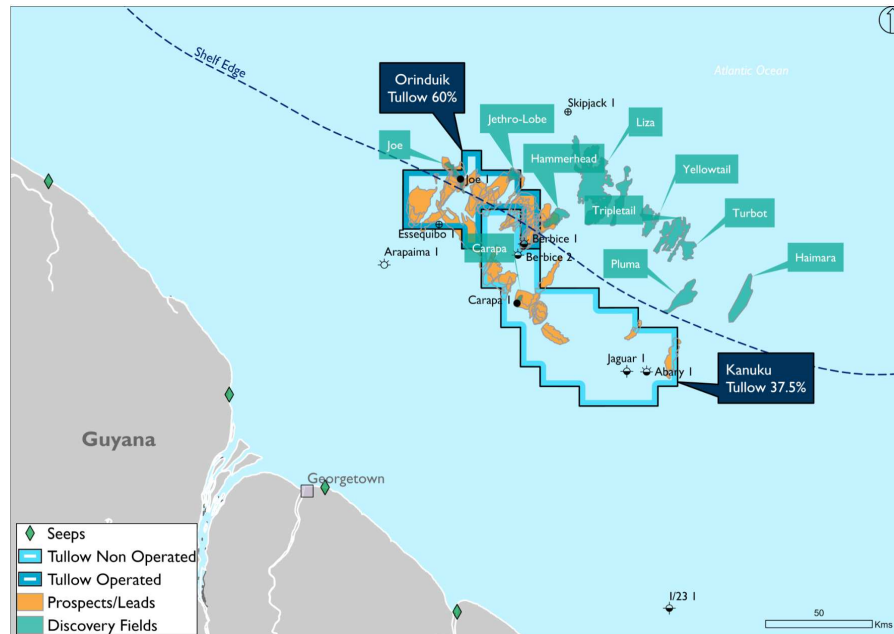 Shelf Edge
Atlantic Ocean
Orinduik
Tullow 60%
Skipjack 1
Jethro-Lobe
Liza
Joe
Hammerhead
Joe 1
Yellowtail
Tripletail
Turbot
Essequibo 1
Carapa
Berbice 1
Arapaima 1
Berbice 2
Pluma
Haimara
Carapa 1
Jaguar 1
Abary 1
Kanuku
Tullow 37.5%
Guyana
Georgetown
Seeps
Tullow Non Operated
Tullow Operated
Prospects/Leads
Discovery Fields
1/23 1
50
Kms